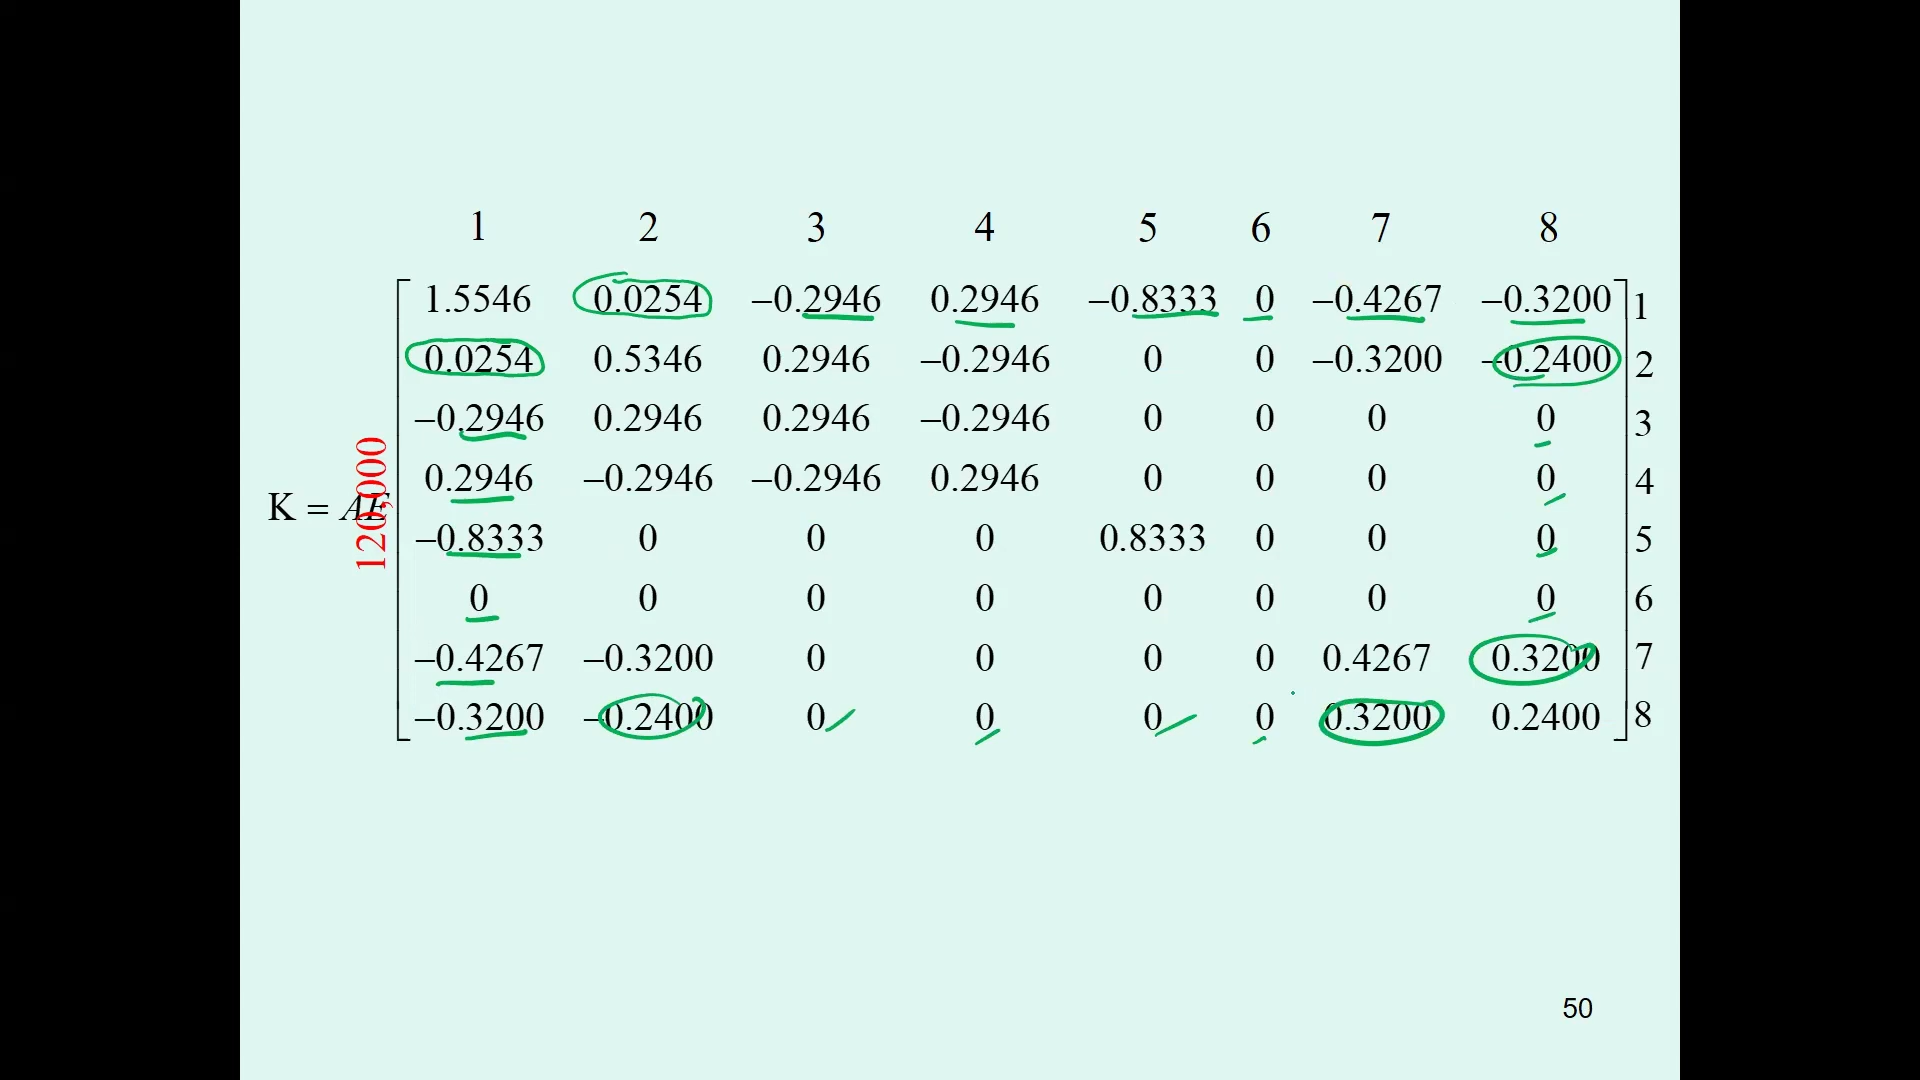 1 2 3 4 5 6 7 8
1.5546 0.0254 −0.2946 0.2946 −0.8333 0 −0.4267 −0.3200 1
0.0254 0.5346 0.2946 −0.2946 0 0 −0.3200 −0.2400 2
−0.2946 0.2946 0.2946 −0.2946 0 0 0 0 3
0.2946 −0.2946 −0.2946 0.2946 0 0 0 0 4
K = AE
120,000
−0.8333 0 0 0 0.8333 0 0 0 5
0 0 0 0 0 0 0 0 6
−0.4267 −0.3200 0 0 0 0 0.4267 0.3200 7
−0.3200 −0.2400 0 0 0 0 0.3200 0.2400 8
50